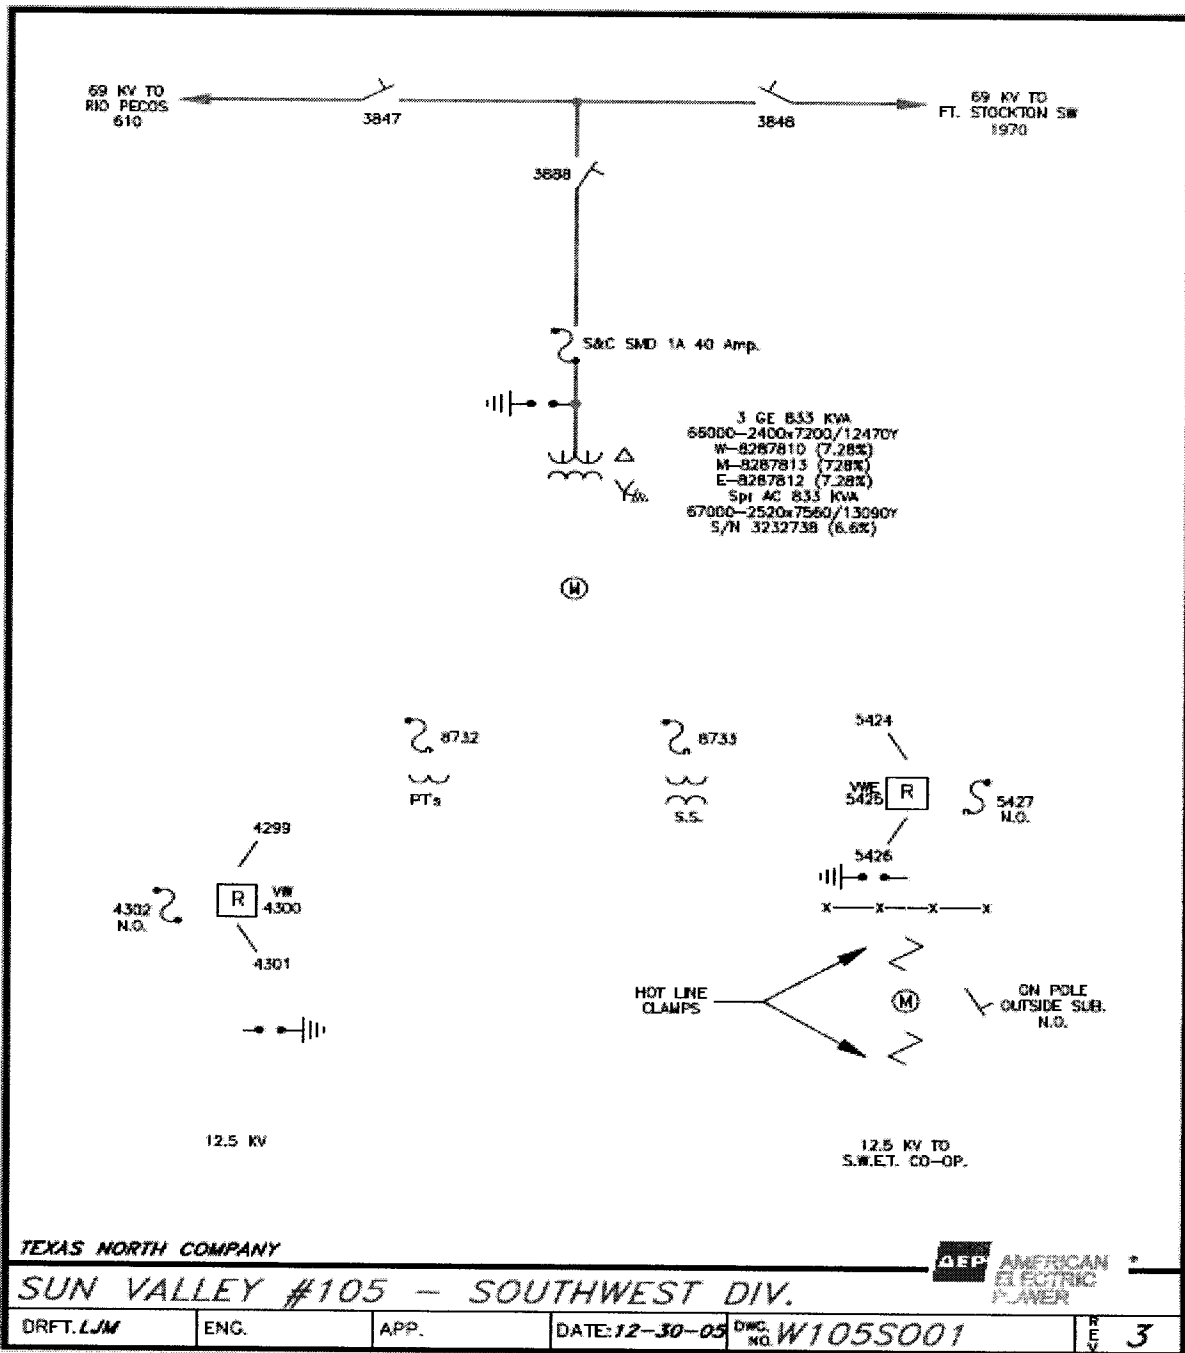 69 KV TO
RIO PECOS
610
3847
3848
69 KV TO
FT. STOCKTON SW
1970
3888
S&C SMD 1A 40 Amp.
3 GE 833 KVA
66000-2400x7200/12470Y
W-8287810 (7.28%)
M-8287813 (7.28%)
E-8287812 (7.28%)
Spr AC 833 KVA
67000-2520x7560/13090Y
S/N 3232738 (6.6%)
M
8732
PT's
8733
S.S.
5424
VWE
5425
R
5427
N.O.
5426
4299
4302
N.O.
R
VW
4300
4301
x x x x
HOT LINE
CLAMPS
M
ON POLE
OUTSIDE SUB.
N.O.
12.5 KV
12.5 KV TO
S.W.E.T. CO-OP.
TEXAS NORTH COMPANY
AEP AMERICAN
ELECTRIC
POWER
SUN VALLEY #105 - SOUTHWEST DIV.
DRFT. LJM
ENG.
APP.
DATE: 12-30-05
DWG. NO. W105SO01
REV. 3